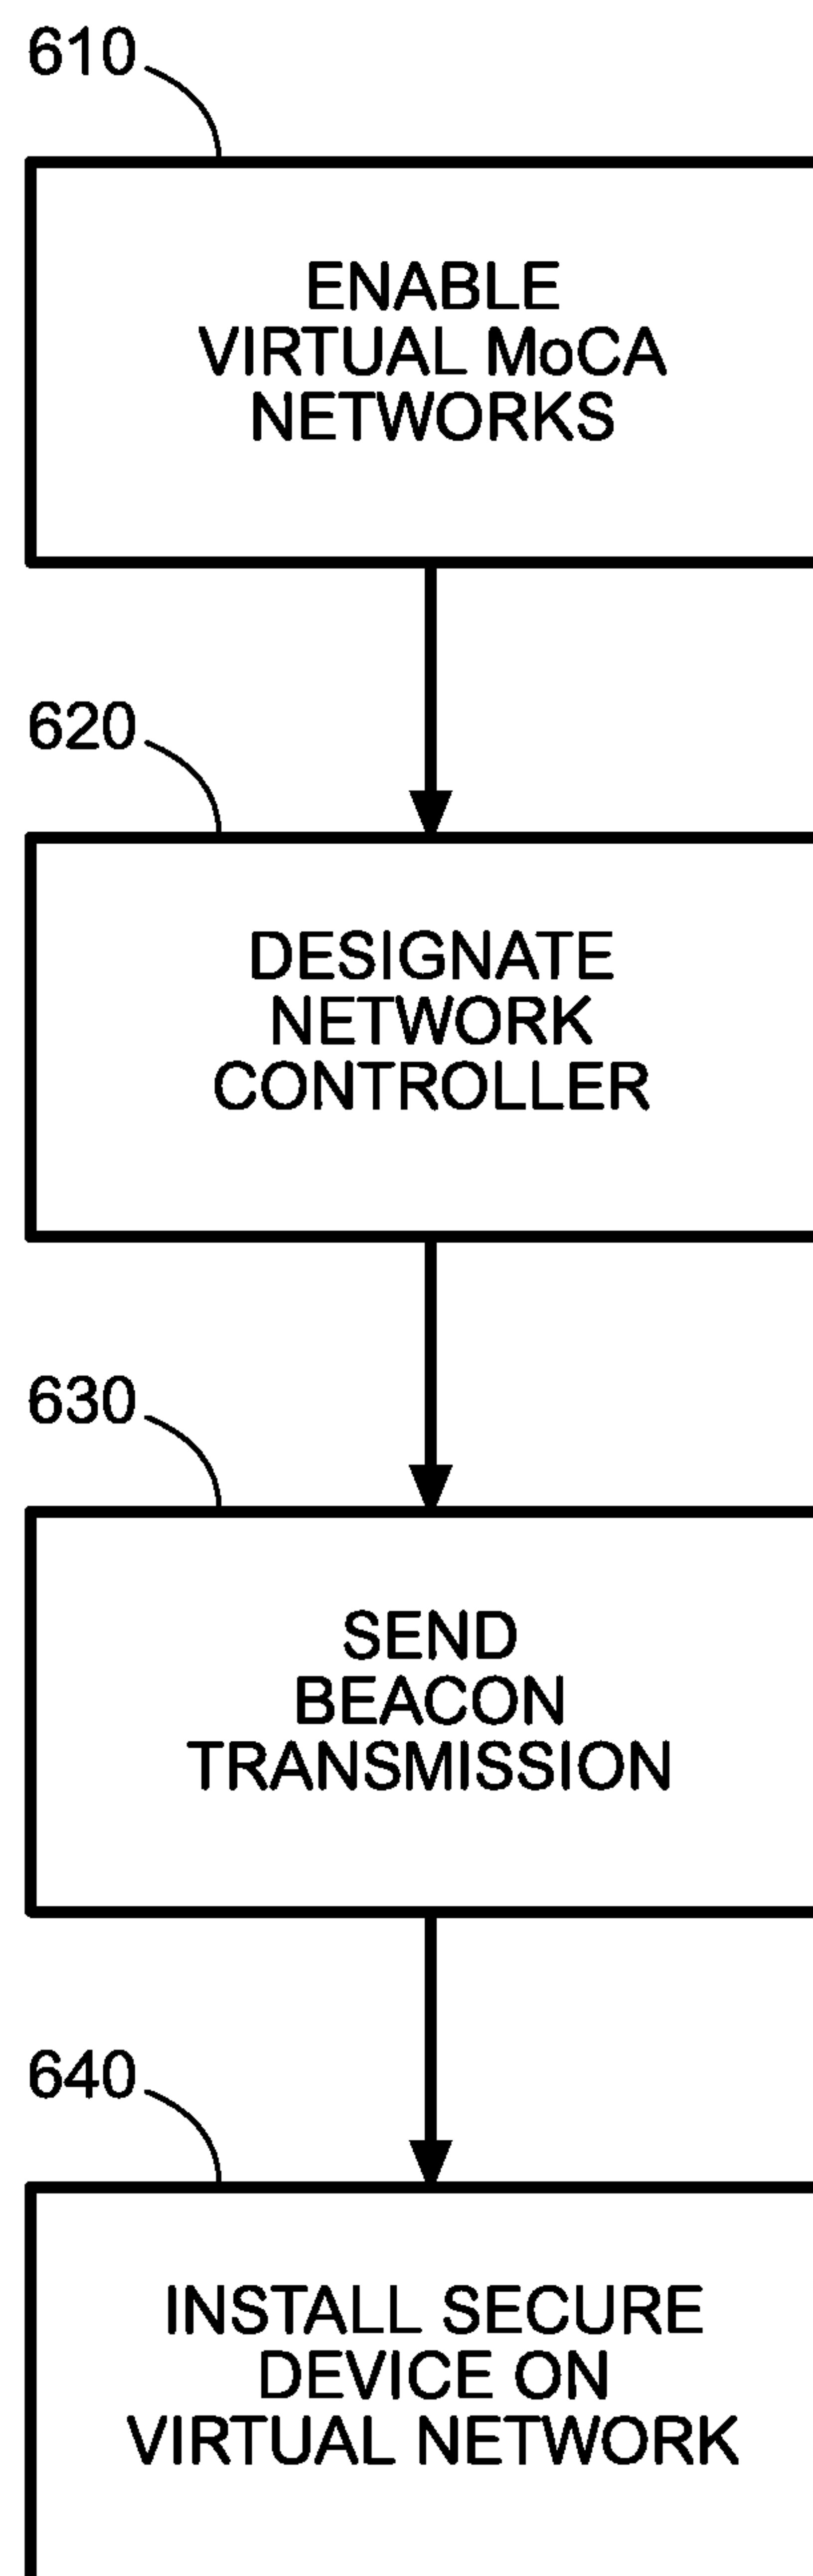 610
ENABLE
VIRTUAL MoCA
NETWORKS
620
DESIGNATE
NETWORK
CONTROLLER
630
SEND
BEACON
TRANSMISSION
640
INSTALL SECURE
DEVICE ON
VIRTUAL NETWORK